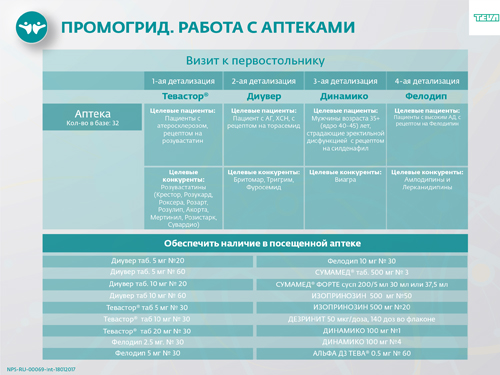 ПРОМОГРИД. РАБОТА С АПТЕКАМИ
TEVA
Визит к первостольнику
1-ая детализация
2-ая детализация
3-ая детализация
4-ая детализация
Тевастор®
Диувер
Динамико
Фелодип
Аптека
Кол-во в базе: 32
Целевые пациенты:
Пациенты с
атеросклерозом,
рецептом на
розувастатин
Целевые пациенты:
Пациент с АГ, ХСН, с
рецептом на торасемид
Целевые пациенты:
Мужчины возраста 35+
(ядро 40-45) лет,
страдающие эректильной
дисфункцией с рецептом
на силденафил
Целевые пациенты:
Пациенты с высоким АД, с
рецептом на Фелодипин
Целевые
конкуренты:
Розувастатины
(Крестор, Розукард,
Роксера, Розарт,
Розулип, Акорта,
Мертинил, Розистарк,
Сувардио)
Целевые конкуренты:
Бритомар, Тригрим,
Фуросемид
Целевые конкуренты:
Виагра
Целевые конкуренты:
Амлодипины и
Лерканидипины
Обеспечить наличие в посещенной аптеке
Диувер таб. 5 мг №20
Фелодип 10 мг № 30
Диувер таб. 5 мг № 60
СУМАМЕД® таб. 500 мг № 3
Диувер таб. 10 мг № 20
СУМАМЕД® ФОРТЕ сусп 200/5 мл 30 мл или 37,5 мл
Диувер таб 10 мг № 60
ИЗОПРИНОЗИН 500 мг №50
Тевастор® таб 5 мг № 30
ИЗОПРИНОЗИН 500 мг №20
Тевастор® таб 10 мг № 30
ДЕЗРИНИТ 50 мкг/доза, 140 доз во флаконе
Тевастор® таб 20 мг № 30
ДИНАМИКО 100 мг №1
Фелодип 2,5 мг. № 30
ДИНАМИКО 100 мг №4
Фелодип 5 мг № 30
АЛЬФА Д3 ТЕВА® 0.5 мг № 60
NPS-RU-00069-int-18012017